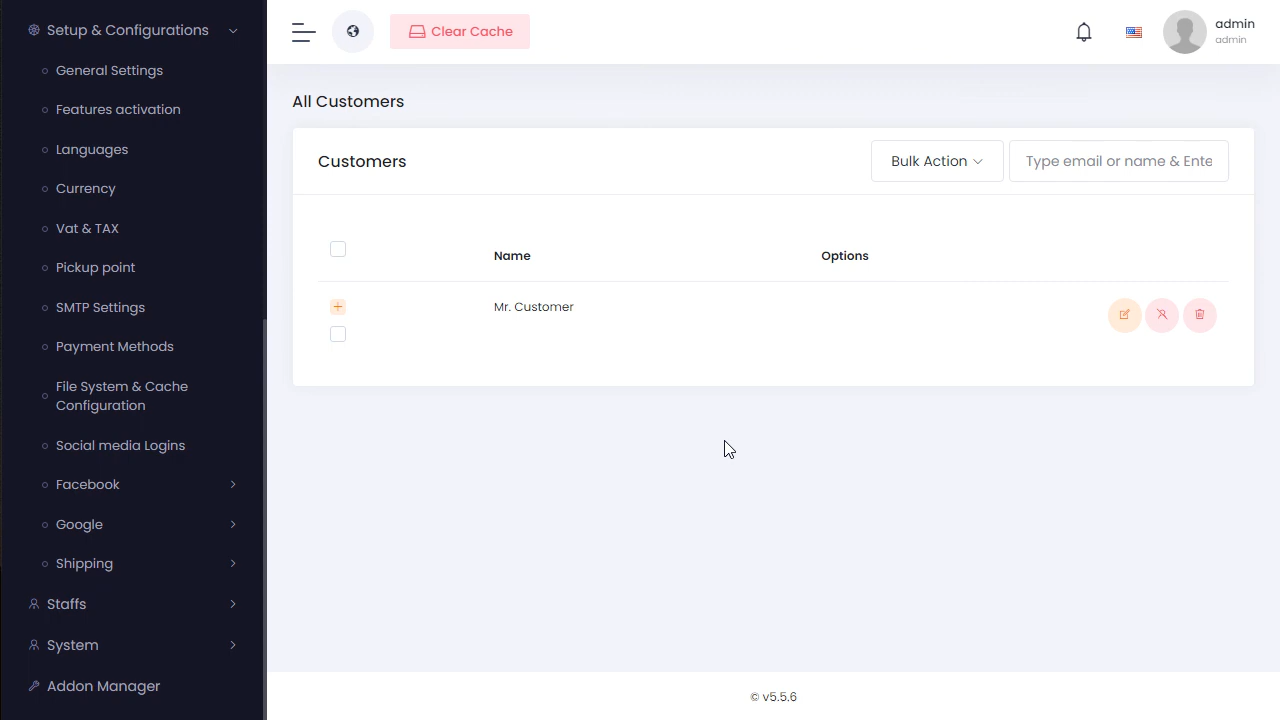 Setup & Configurations
General Settings
Features activation
Languages
Currency
Vat & TAX
Pickup point
SMTP Settings
Payment Methods
File System & Cache
Configuration
Social media Logins
Facebook
Google
Shipping
Staffs
System
Addon Manager
Clear Cache
admin
admin
All Customers
Customers
Bulk Action
Type email or name & Ente
Name
Options
Mr. Customer
© v5.5.6